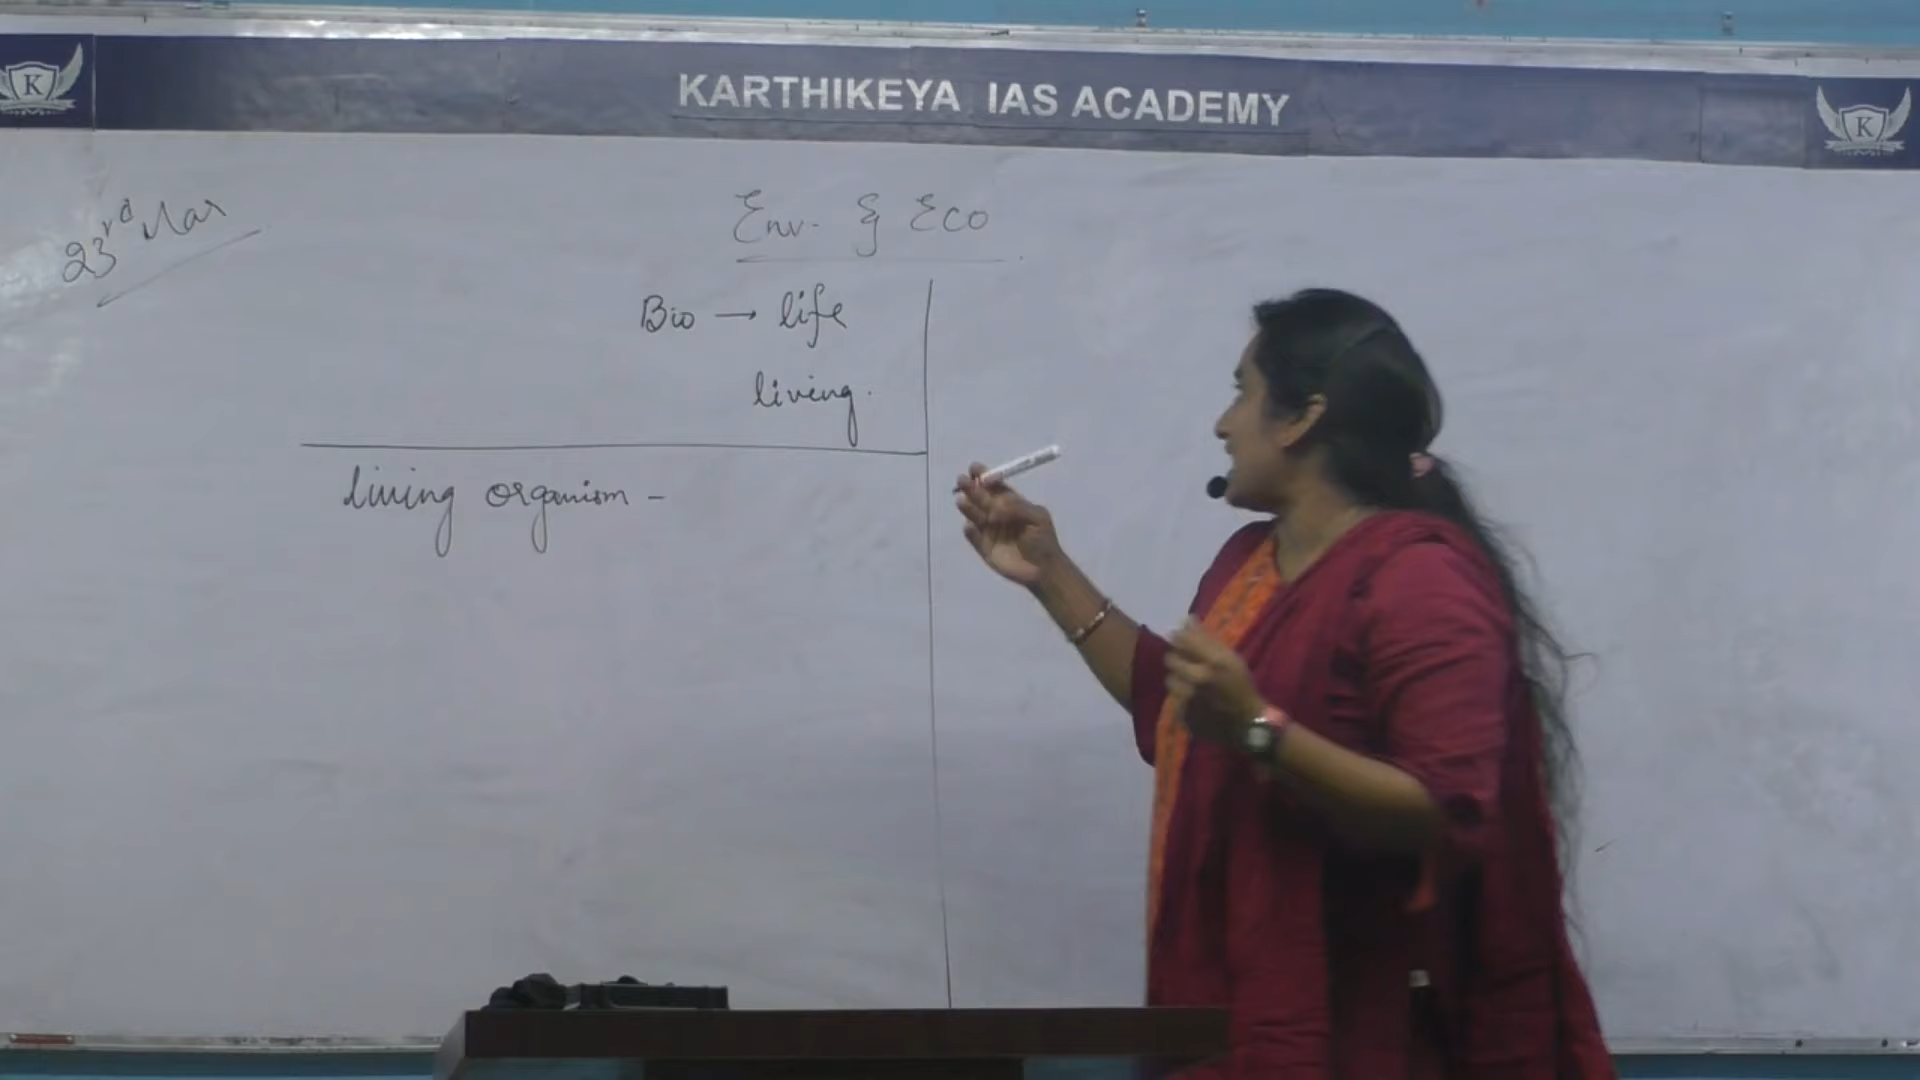 K
KARTHIKEYA IAS ACADEMY
K
23rd Mar
Env. & Eco
Bio → life
living.
living organism -